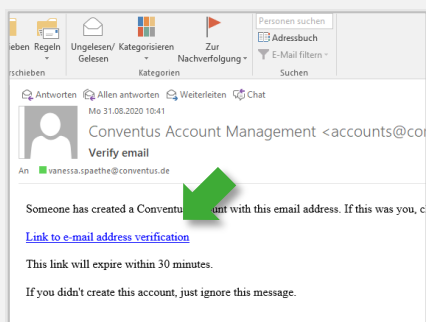 Personen suchen
Adressbuch
E-Mail filtern
eben Regeln Ungelesen/ Gelesen Kategorisieren Zur Nachverfolgung
rschieben Kategorien Suchen
Antworten Allen antworten Weiterleiten Chat
Mo 31.08.2020 10:41
Conventus Account Management <accounts@co
Verify email
An vanessa.spaethe@conventus.de
Someone has created a Conventu nt with this email address. If this was you, c
Link to e-mail address verification
This link will expire within 30 minutes.
If you didn't create this account, just ignore this message.